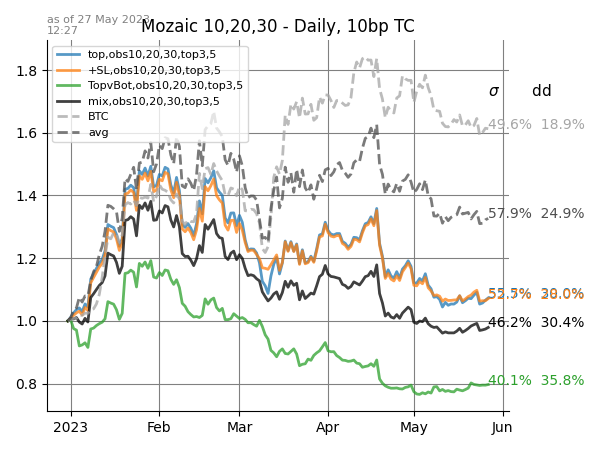 as of 27 May 2023
12:27
Mozaic 10,20,30 - Daily, 10bp TC
top,obs10,20,30,top3,5
+SL,obs10,20,30,top3,5
TopvBot,obs10,20,30,top3,5
mix,obs10,20,30,top3,5
BTC
avg
σ dd
49.6% 18.9%
57.9% 24.9%
46.2% 30.4%
40.1% 35.8%
1.8
1.6
1.4
1.2
1.0
0.8
2023 Feb Mar Apr May Jun